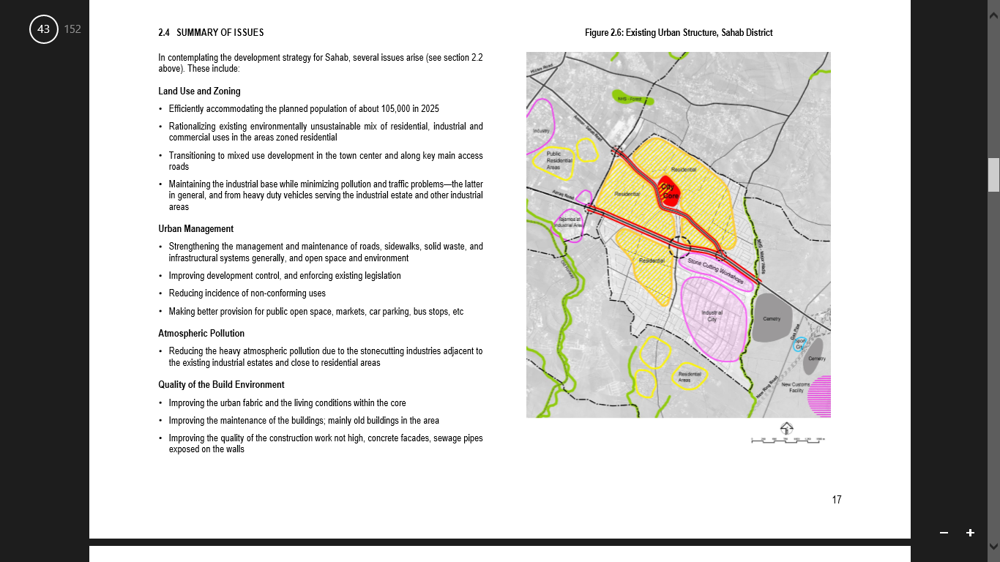 43 152
2.4 SUMMARY OF ISSUES
In contemplating the development strategy for Sahab, several issues arise (see section 2.2
above). These include:
Land Use and Zoning
• Efficiently accommodating the planned population of about 105,000 in 2025
• Rationalizing existing environmentally unsustainable mix of residential, industrial and
commercial uses in the areas zoned residential
• Transitioning to mixed use development in the town center and along key main access
roads
• Maintaining the industrial base while minimizing pollution and traffic problems—the latter
in general, and from heavy duty vehicles serving the industrial estate and other industrial
areas
Urban Management
• Strengthening the management and maintenance of roads, sidewalks, solid waste, and
infrastructural systems generally, and open space and environment
• Improving development control, and enforcing existing legislation
• Reducing incidence of non-conforming uses
• Making better provision for public open space, markets, car parking, bus stops, etc
Atmospheric Pollution
• Reducing the heavy atmospheric pollution due to the stonecutting industries adjacent to
the existing industrial estates and close to residential areas
Quality of the Build Environment
• Improving the urban fabric and the living conditions within the core
• Improving the maintenance of the buildings; mainly old buildings in the area
• Improving the quality of the construction work not high, concrete facades, sewage pipes
exposed on the walls
Figure 2.6: Existing Urban Structure, Sahab District
Road
NHS - Forest
Industry
Amman - Sahab Road
Public
Residential
Areas
Residential
City
Core
Residential
Azraq Road
Industrial Area
Residential
Stone Cutting Workshops
NHS - Major Wadis
Industrial
City
Cemetry
Gas Pipe
Sport
City
Cemetry
Residential
Areas
New Ring Road
New Customs
Facility
17